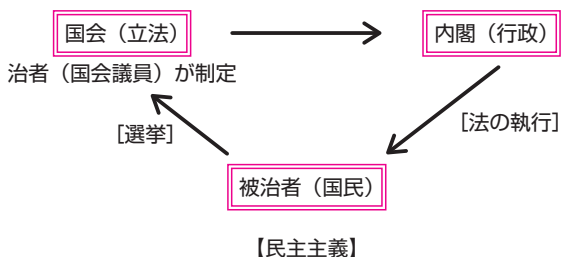 国会（立法）
内閣（行政）
治者（国会議員）が制定
［選挙］
［法の執行］
被治者（国民）
【民主主義】